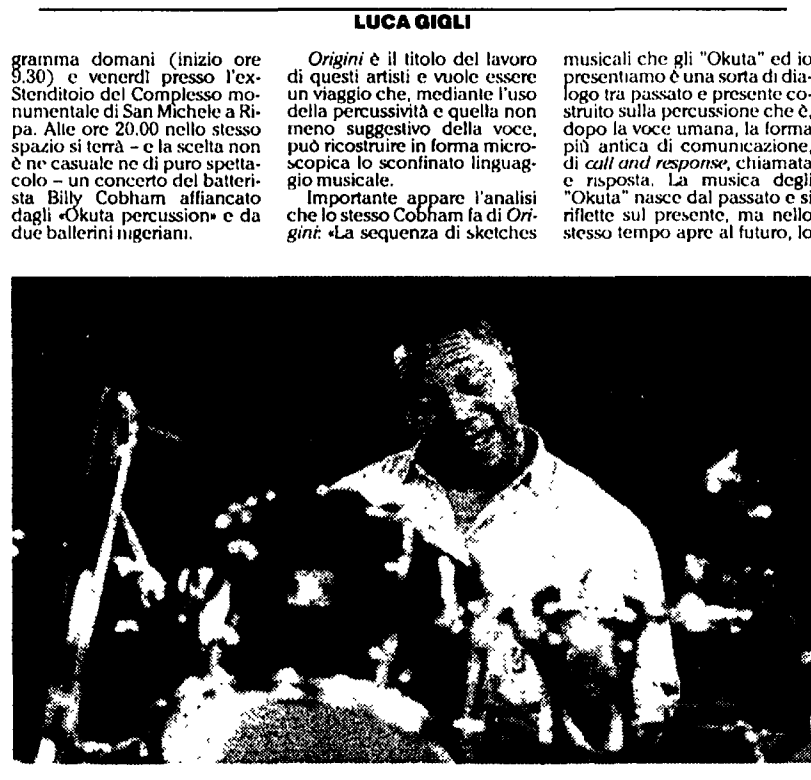 LUCA GIGLI
gramma domani (inizio ore
9.30) e venerdì presso l'ex-
Stenditoio del Complesso mo-
numentale di San Michele a Ri-
pa. Alle ore 20.00 nello stesso
spazio si terrà – e la scelta non
è ne casuale ne di puro spetta-
colo – un concerto del batteri-
sta Billy Cobham affiancato
dagli «Okuta percussion» e da
due ballerini nigeriani.
Origini è il titolo del lavoro
di questi artisti e vuole essere
un viaggio che, mediante l'uso
della percussività e quella non
meno suggestivo della voce,
può ricostruire in forma micro-
scopica lo sconfinato linguag-
gio musicale.
Importante appare l'analisi
che lo stesso Cobham fa di Ori-
gini: «La sequenza di sketches
musicali che gli "Okuta" ed io
presentiamo è una sorta di dia-
logo tra passato e presente co-
struito sulla percussione che è,
dopo la voce umana, la forma
più antica di comunicazione,
di call and response, chiamata
e risposta. La musica degli
"Okuta" nasce dal passato e si
riflette sul presente, ma nello
stesso tempo apre al futuro, lo